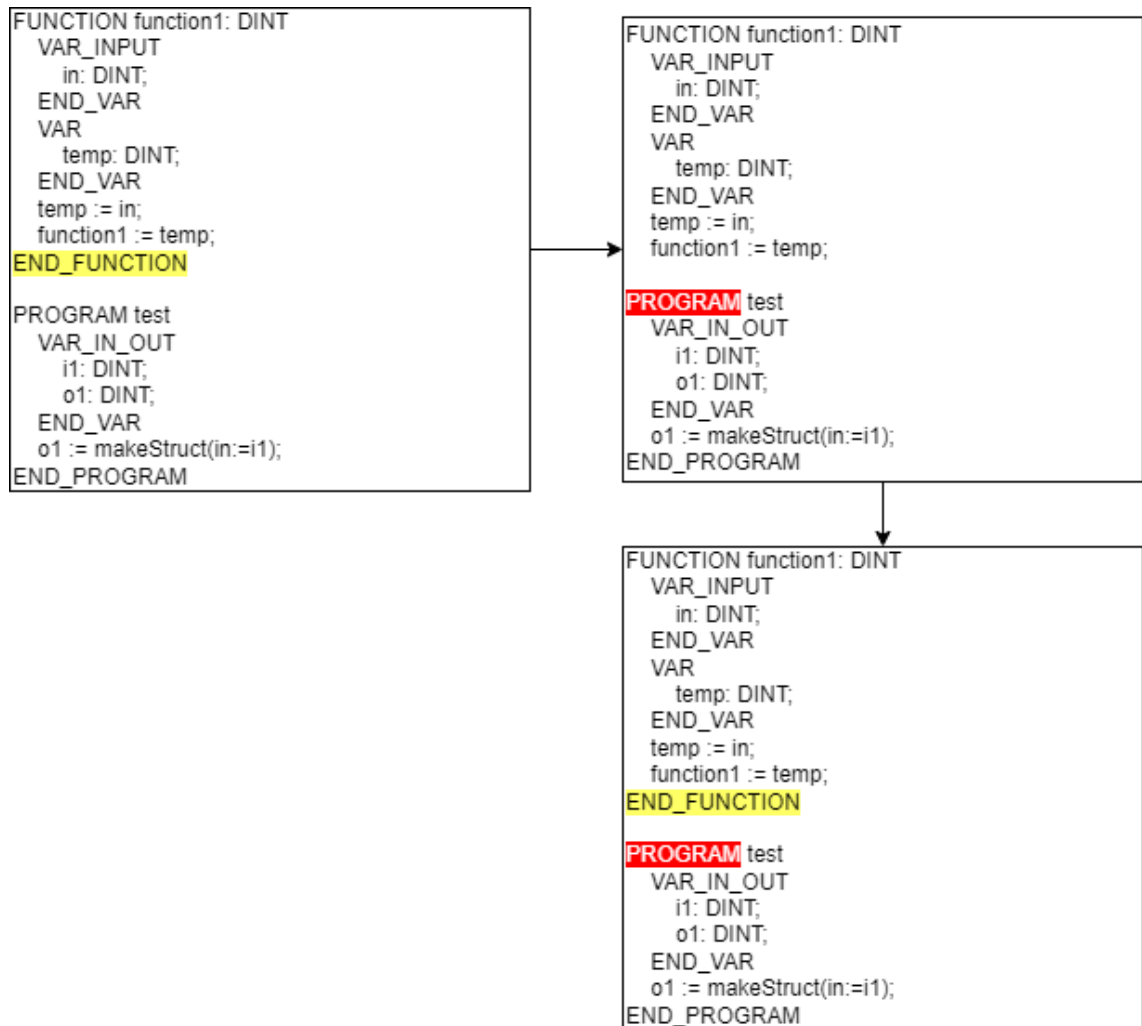 FUNCTION function1: DINT
VAR_INPUT
in: DINT;
END_VAR
VAR
temp: DINT;
END_VAR
temp := in;
function1 := temp;
END_FUNCTION
PROGRAM test
VAR_IN_OUT
i1: DINT;
o1: DINT;
END_VAR
o1 := makeStruct(in:=i1);
END_PROGRAM
FUNCTION function1: DINT
VAR_INPUT
in: DINT;
END_VAR
VAR
temp: DINT;
END_VAR
temp := in;
function1 := temp;
PROGRAM test
VAR_IN_OUT
i1: DINT;
o1: DINT;
END_VAR
o1 := makeStruct(in:=i1);
END_PROGRAM
FUNCTION function1: DINT
VAR_INPUT
in: DINT;
END_VAR
VAR
temp: DINT;
END_VAR
temp := in;
function1 := temp;
END_FUNCTION
PROGRAM test
VAR_IN_OUT
i1: DINT;
o1: DINT;
END_VAR
o1 := makeStruct(in:=i1);
END_PROGRAM